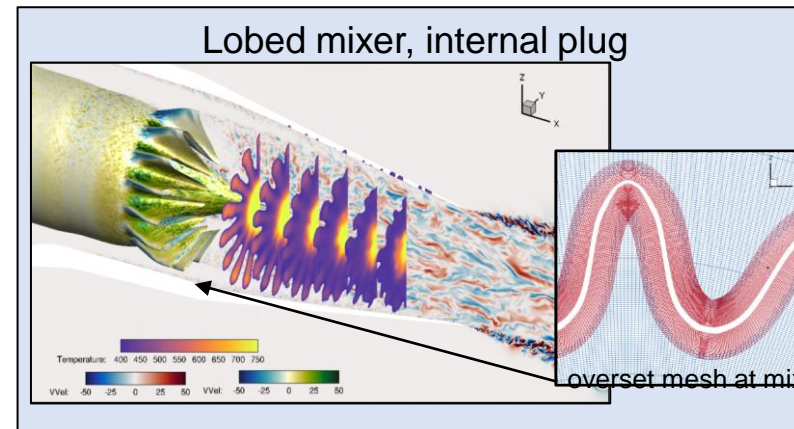 Lobed mixer, internal plug
Z
Y
X
Temperature: 400 450 500 550 600 650 700 750
VVel: -50 -25 0 25 50
VVel: -50 -25 0 25 50
overset mesh at mix